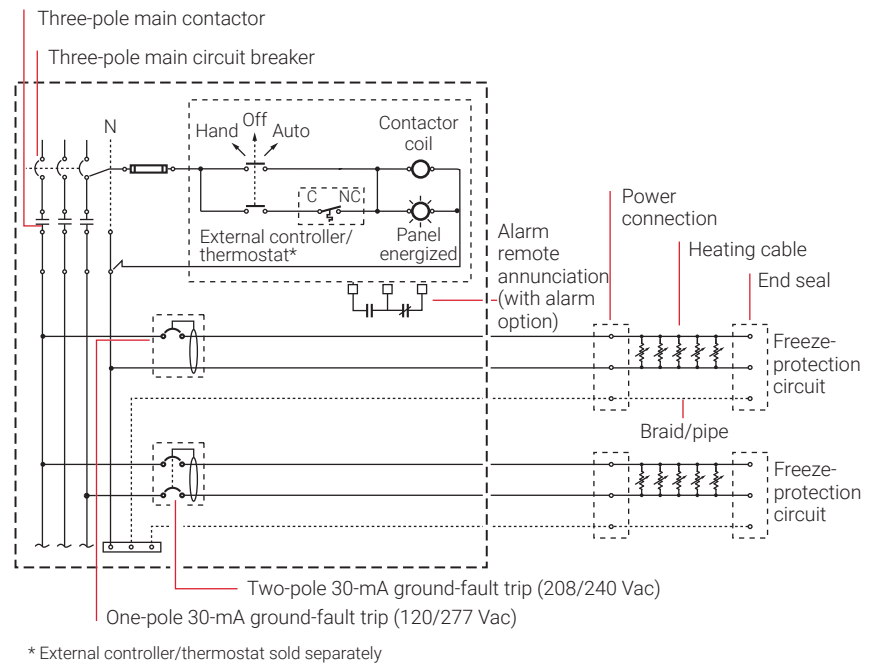 Three-pole main contactor
Three-pole main circuit breaker
N
Hand
Off
Auto
Contactor
coil
C
NC
External controller/
thermostat*
Panel
energized
Alarm
remote
annunciation
(with alarm
option)
Power
connection
Heating cable
End seal
Freeze-
protection
circuit
Braid/pipe
Freeze-
protection
circuit
Two-pole 30-mA ground-fault trip (208/240 Vac)
One-pole 30-mA ground-fault trip (120/277 Vac)
* External controller/thermostat sold separately